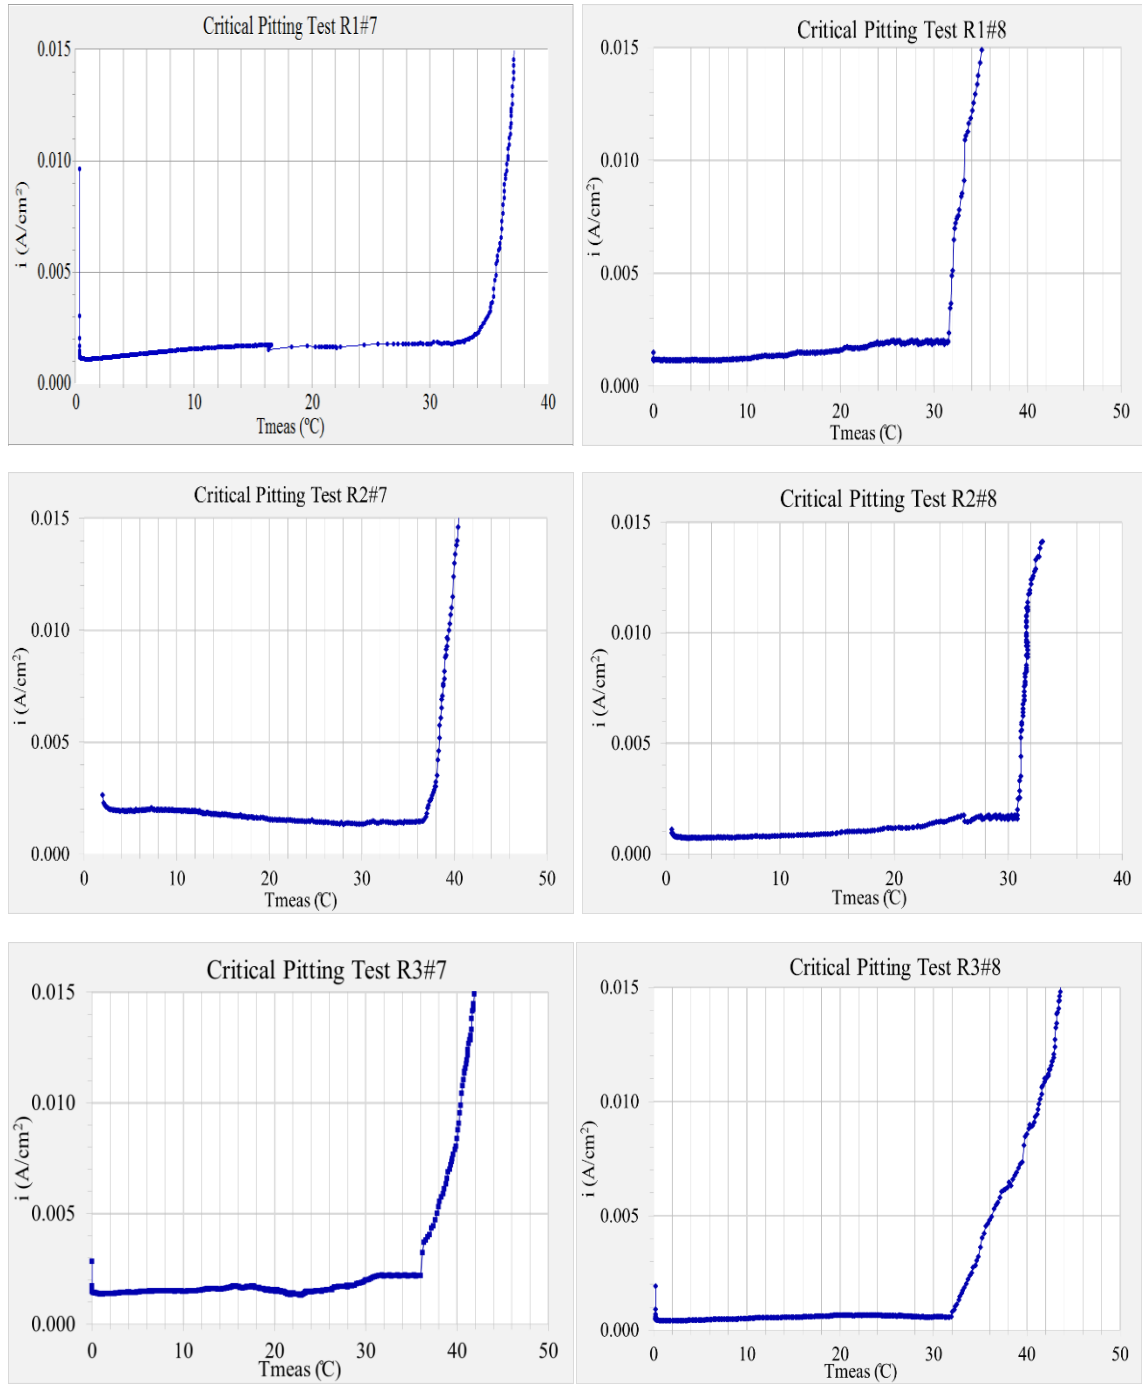 Critical Pitting Test R1#7
0.015
0.010
0.005
0.000
i (A/cm²)
0 10 20 30 40
Tmeas (ºC)
Critical Pitting Test R1#8
0.015
0.010
0.005
0.000
i (A/cm²)
0 10 20 30 40 50
Tmeas (℃)
Critical Pitting Test R2#7
0.015
0.010
0.005
0.000
i (A/cm²)
0 10 20 30 40 50
Tmeas (℃)
Critical Pitting Test R2#8
0.015
0.010
0.005
0.000
i (A/cm²)
0 10 20 30 40
Tmeas (℃)
Critical Pitting Test R3#7
0.015
0.010
0.005
0.000
i (A/cm²)
0 10 20 30 40 50
Tmeas (℃)
Critical Pitting Test R3#8
0.015
0.010
0.005
0.000
i (A/cm²)
0 10 20 30 40 50
Tmeas (℃)